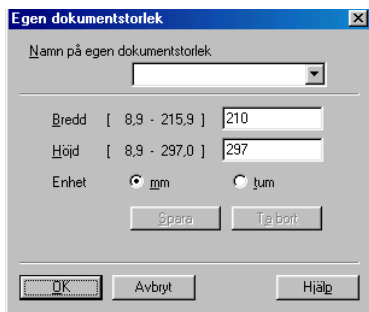 Egen dokumentstorlek
Namn på egen dokumentstorlek
Bredd [ 8,9 - 215,9 ] 210
Höjd [ 8,9 - 297,0 ] 297
Enhet mm tum
Spara Ta bort
OK Avbryt Hjälp